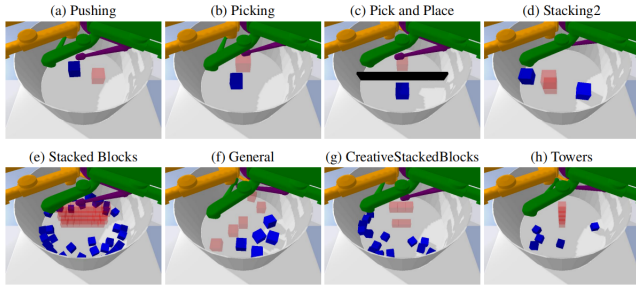 (a) Pushing
(b) Picking
(c) Pick and Place
(d) Stacking2
(e) Stacked Blocks
(f) General
(g) CreativeStackedBlocks
(h) Towers